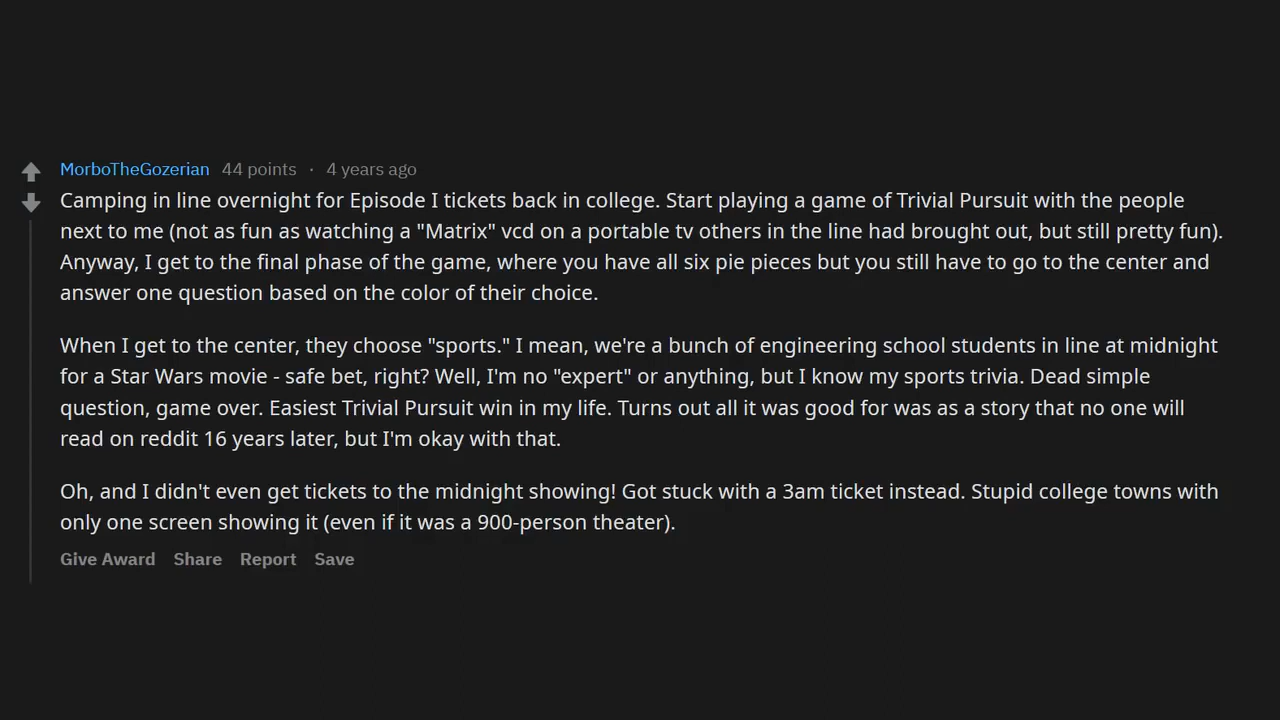 MorboTheGozerian 44 points · 4 years ago
Camping in line overnight for Episode I tickets back in college. Start playing a game of Trivial Pursuit with the people
next to me (not as fun as watching a "Matrix" vcd on a portable tv others in the line had brought out, but still pretty fun).
Anyway, I get to the final phase of the game, where you have all six pie pieces but you still have to go to the center and
answer one question based on the color of their choice.
When I get to the center, they choose "sports." I mean, we're a bunch of engineering school students in line at midnight
for a Star Wars movie - safe bet, right? Well, I'm no "expert" or anything, but I know my sports trivia. Dead simple
question, game over. Easiest Trivial Pursuit win in my life. Turns out all it was good for was as a story that no one will
read on reddit 16 years later, but I'm okay with that.
Oh, and I didn't even get tickets to the midnight showing! Got stuck with a 3am ticket instead. Stupid college towns with
only one screen showing it (even if it was a 900-person theater).
Give Award Share Report Save